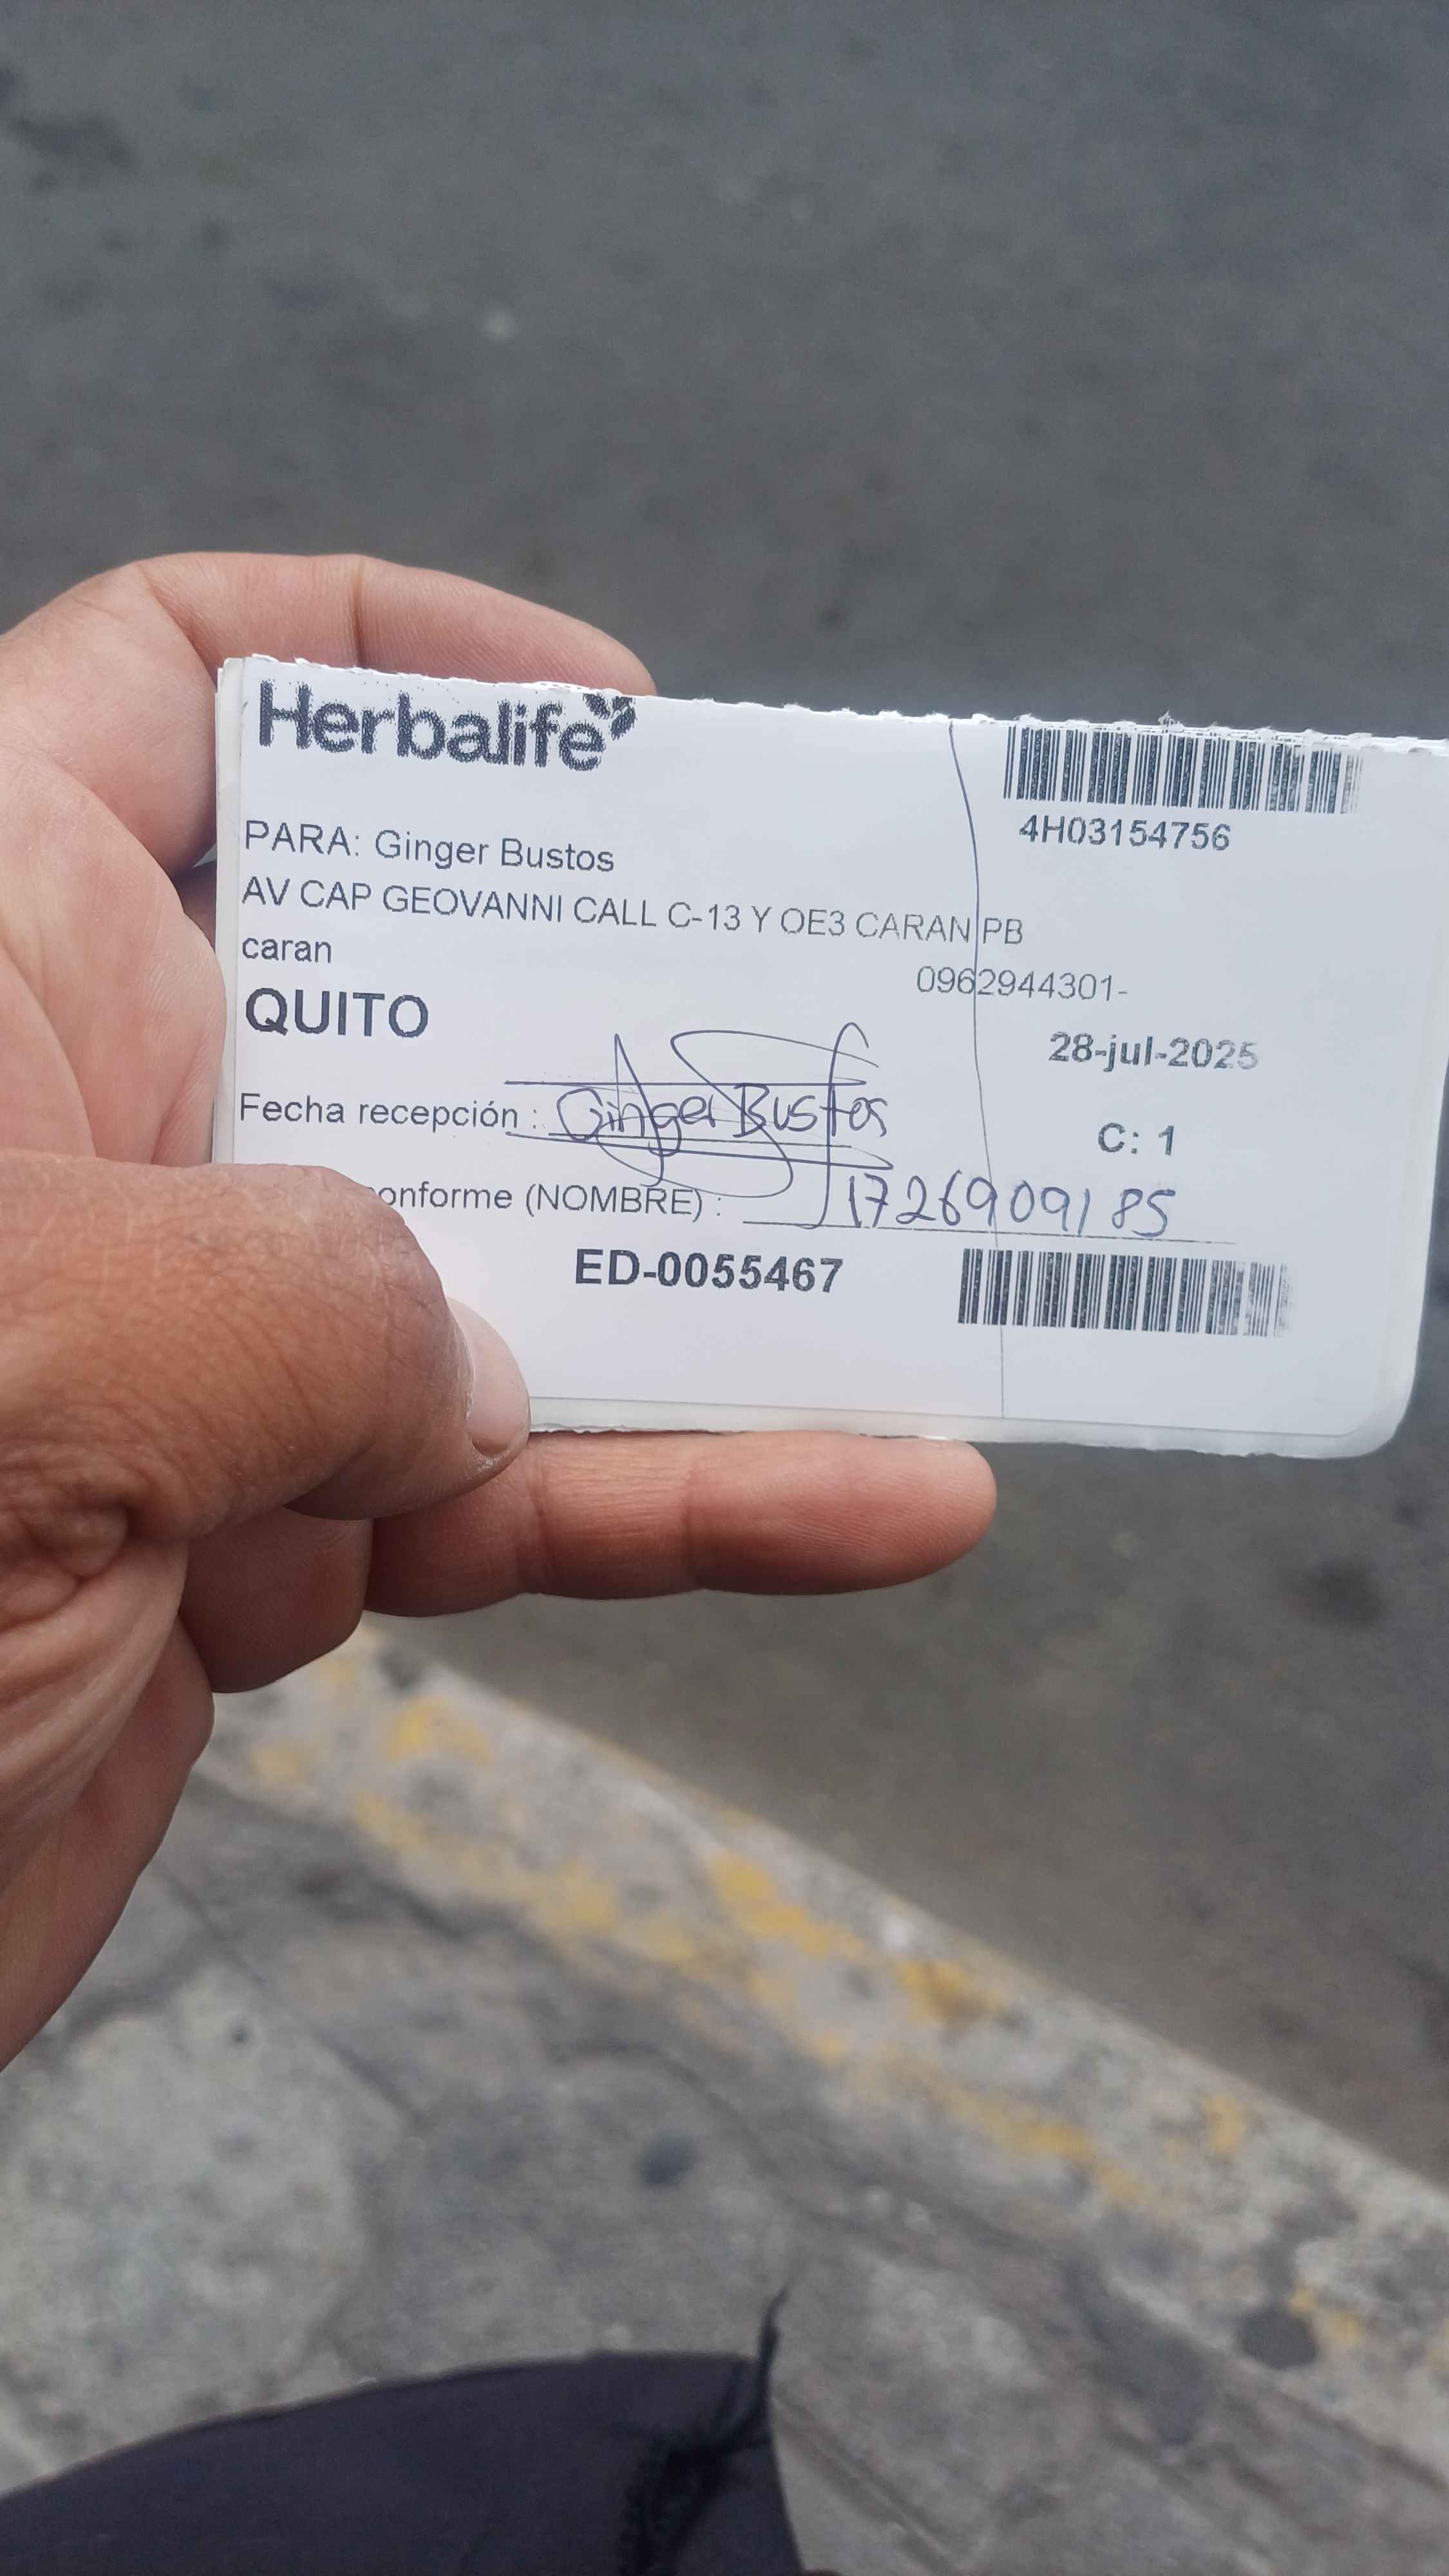 Herbalife
4H03154756
PARA: Ginger Bustos
AV CAP GEOVANNI CALL C-13 Y OE3 CARAN PB
caran
0962944301-
QUITO
28-jul-2025
Fecha recepción : Ginger Bustos
C: 1
onforme (NOMBRE) : 1726909185
ED-0055467